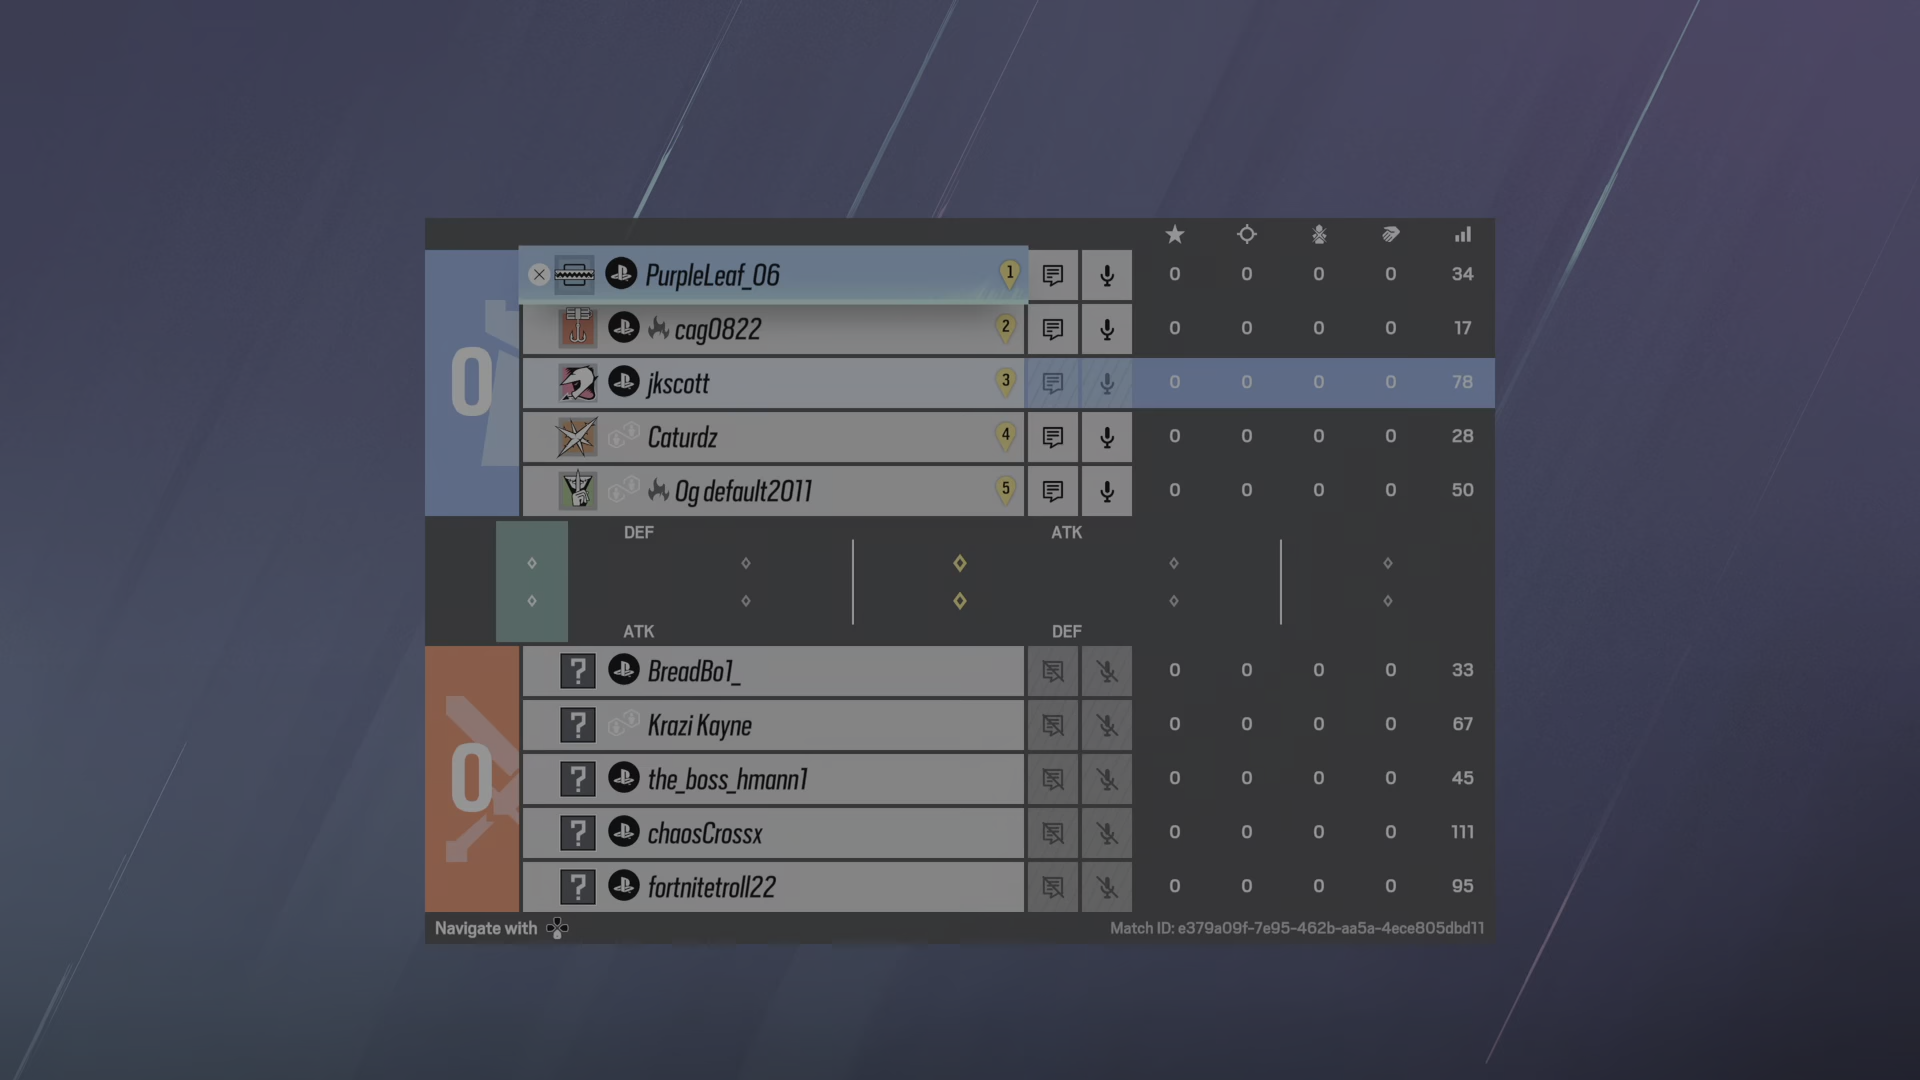 PurpleLeaf_06 1 0 0 0 0 34
cag0822 2 0 0 0 0 17
jkscott 3 0 0 0 0 78
Caturdz 4 0 0 0 0 28
Og default2011 5 0 0 0 0 50
0
DEF ATK
ATK DEF
? BreadBo1_ 0 0 0 0 33
? Krazi Kayne 0 0 0 0 67
? the_boss_hmann1 0 0 0 0 45
? chaosCrossx 0 0 0 0 111
? fortnitetroll22 0 0 0 0 95
0
Navigate with
Match ID: e379a09f-7e95-462b-aa5a-4ece805dbd11